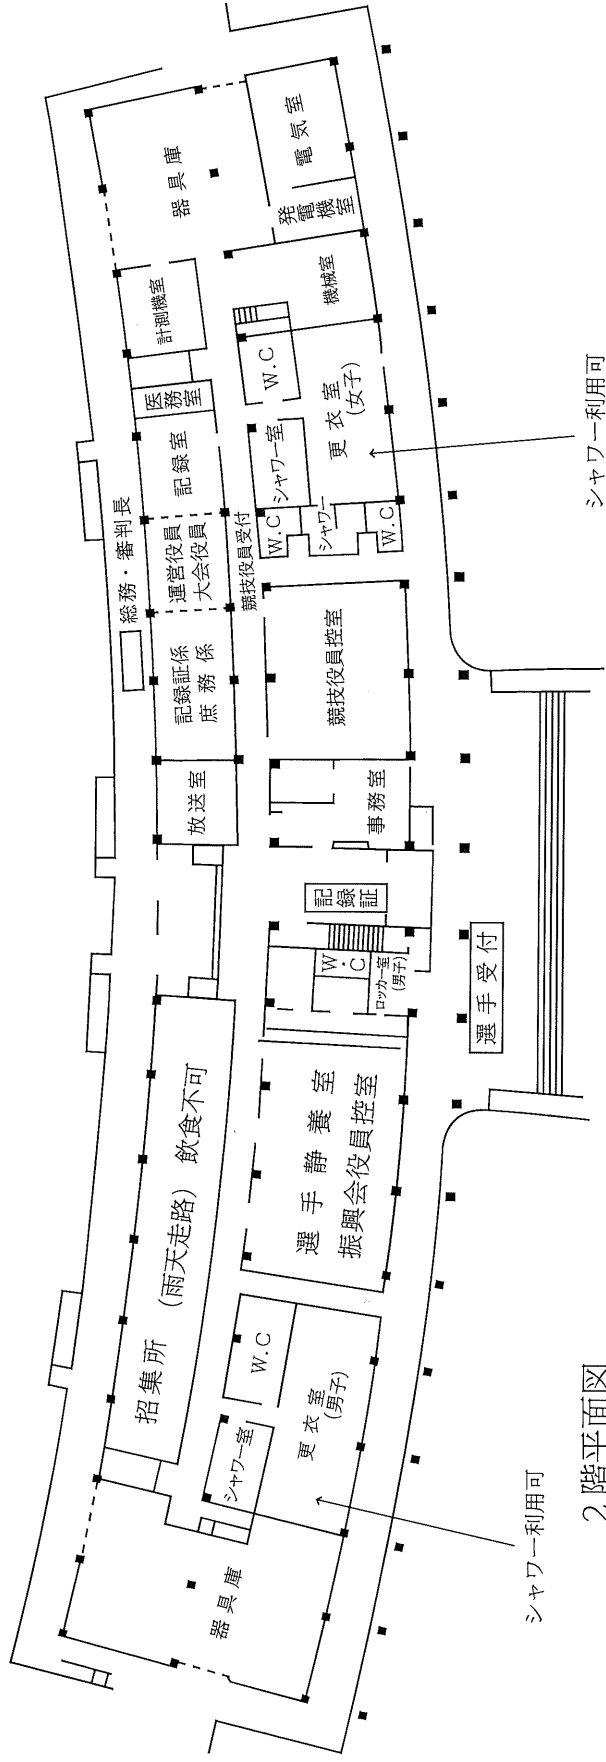 器具庫
招集所 (雨天走路) 飲食不可
シャワー室
W.C
更衣室
(男子)
シャワー利用可
選手静養室
振興会役員控室
W.C
ロッカー室
(男子)
記録証
選手受付
放送室
事務室
記録証係
庶務係
競技役員控室
総務・審判長
運営役員
大会役員
競技役員受付
記録室
W.C
シャワー
W.C
シャワー室
W.C
更衣室
(女子)
シャワー利用可
医務室
計測機室
機械室
器具庫
発電機室
電気室
2階平面図